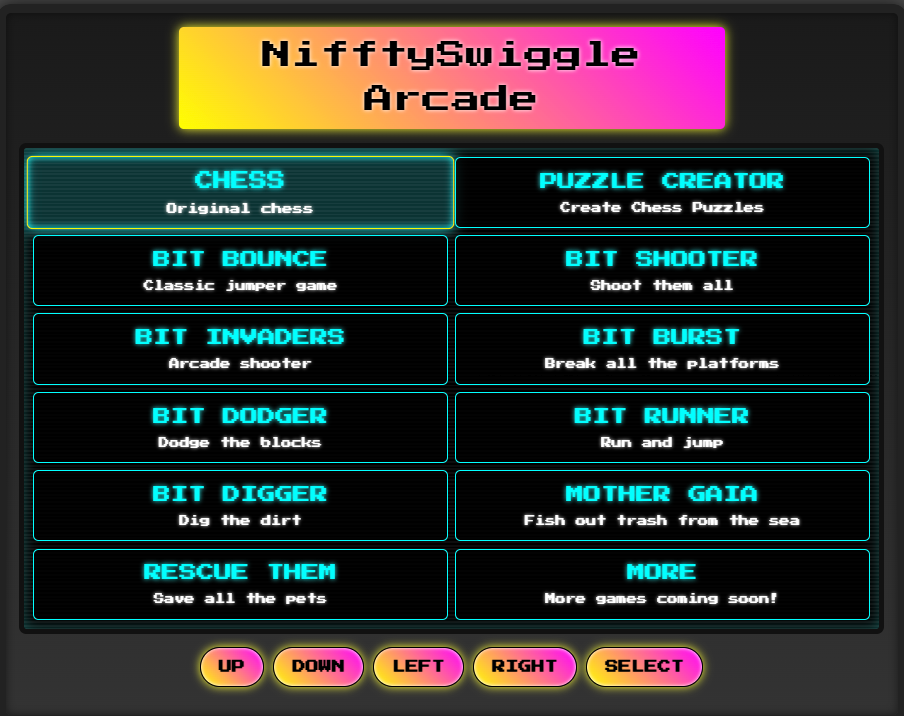 NifftySwiggle
Arcade
CHESS
Original chess
PUZZLE CREATOR
Create Chess Puzzles
BIT BOUNCE
Classic jumper game
BIT SHOOTER
Shoot them all
BIT INVADERS
Arcade shooter
BIT BURST
Break all the platforms
BIT DODGER
Dodge the blocks
BIT RUNNER
Run and jump
BIT DIGGER
Dig the dirt
MOTHER GAIA
Fish out trash from the sea
RESCUE THEM
Save all the pets
MORE
More games coming soon!
UP DOWN LEFT RIGHT SELECT